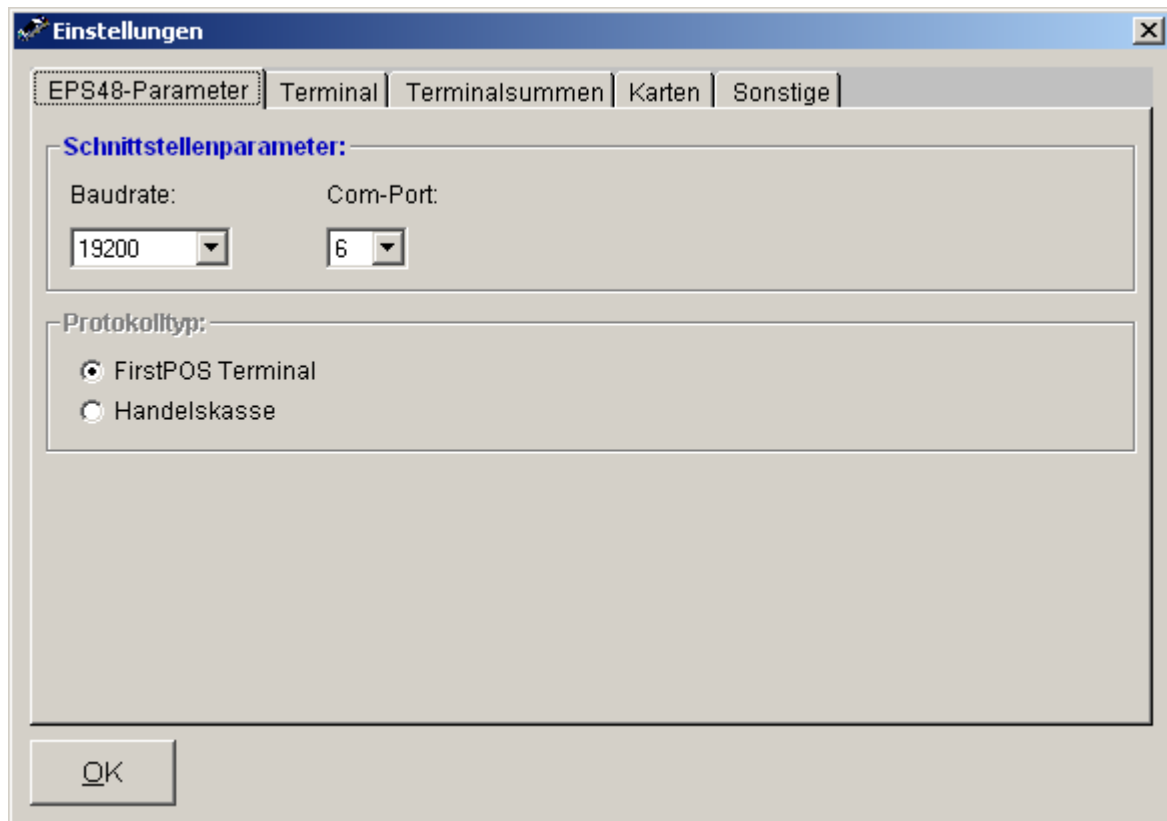 Einstellungen
EPS48-Parameter Terminal Terminalsummen Karten Sonstige
Schnittstellenparameter:
Baudrate: Com-Port:
19200 6
Protokolltyp:
FirstPOS Terminal
Handelskasse
OK